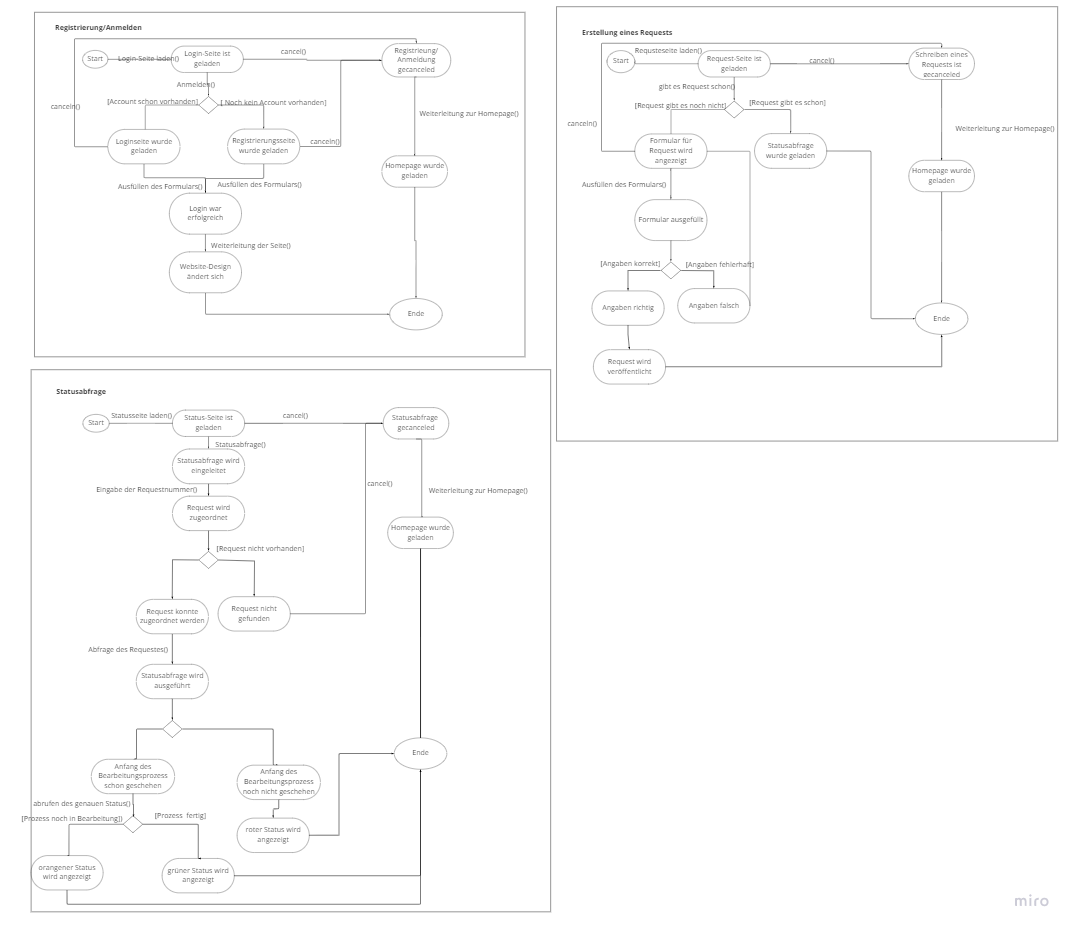 Registrierung/Anmelden
Start
Login-Seite laden()
Login-Seite ist
geladen
cancel()
Registrieung/
Anmeldung
gecanceled
Anmelden()
[Account schon vorhanden]
[ Noch kein Account vorhanden]
canceln()
Loginseite wurde
geladen
Registrierungsseite
wurde geladen
canceln()
Weiterleitung zur Homepage()
Homepage wurde
geladen
Ausfüllen des Formulars()
Ausfüllen des Formulars()
Login war
erfolgreich
Weiterleitung der Seite()
Website-Design
ändert sich
Ende
Erstellung eines Requests
Start
Requsteseite laden()
Request-Seite ist
geladen
cancel()
Schreiben eines
Requests ist
gecanceled
gibt es Request schon()
[Request gibt es noch nicht]
[Request gibt es schon]
canceln()
Formular für
Request wird
angezeigt
Statusabfrage
wurde geladen
Weiterleitung zur Homepage()
Homepage wurde
geladen
Ausfüllen des Formulars()
Formular ausgefüllt
[Angaben korrekt]
[Angaben fehlerhaft]
Angaben richtig
Angaben falsch
Ende
Request wird
veröffentlicht
Statusabfrage
Start
Statusseite laden()
Status-Seite ist
geladen
cancel()
Statusabfrage
gecanceled
Statusabfrage()
Statusabfrage wird
eingeleitet
Eingabe der Requestnummer()
cancel()
Weiterleitung zur Homepage()
Request wird
zugeordnet
Homepage wurde
geladen
[Request nicht vorhanden]
Request konnte
zugeordnet werden
Request nicht
gefunden
Abfrage des Requestes()
Statusabfrage wird
ausgeführt
Ende
Anfang des
Bearbeitungsprozess
schon geschehen
Anfang des
Bearbeitungsprozess
noch nicht geschehen
abrufen des genauen Status()
[Prozess noch in Bearbeitung])
[Prozess fertig]
roter Status wird
angezeigt
orangener Status
wird angezeigt
grüner Status wird
angezeigt
miro